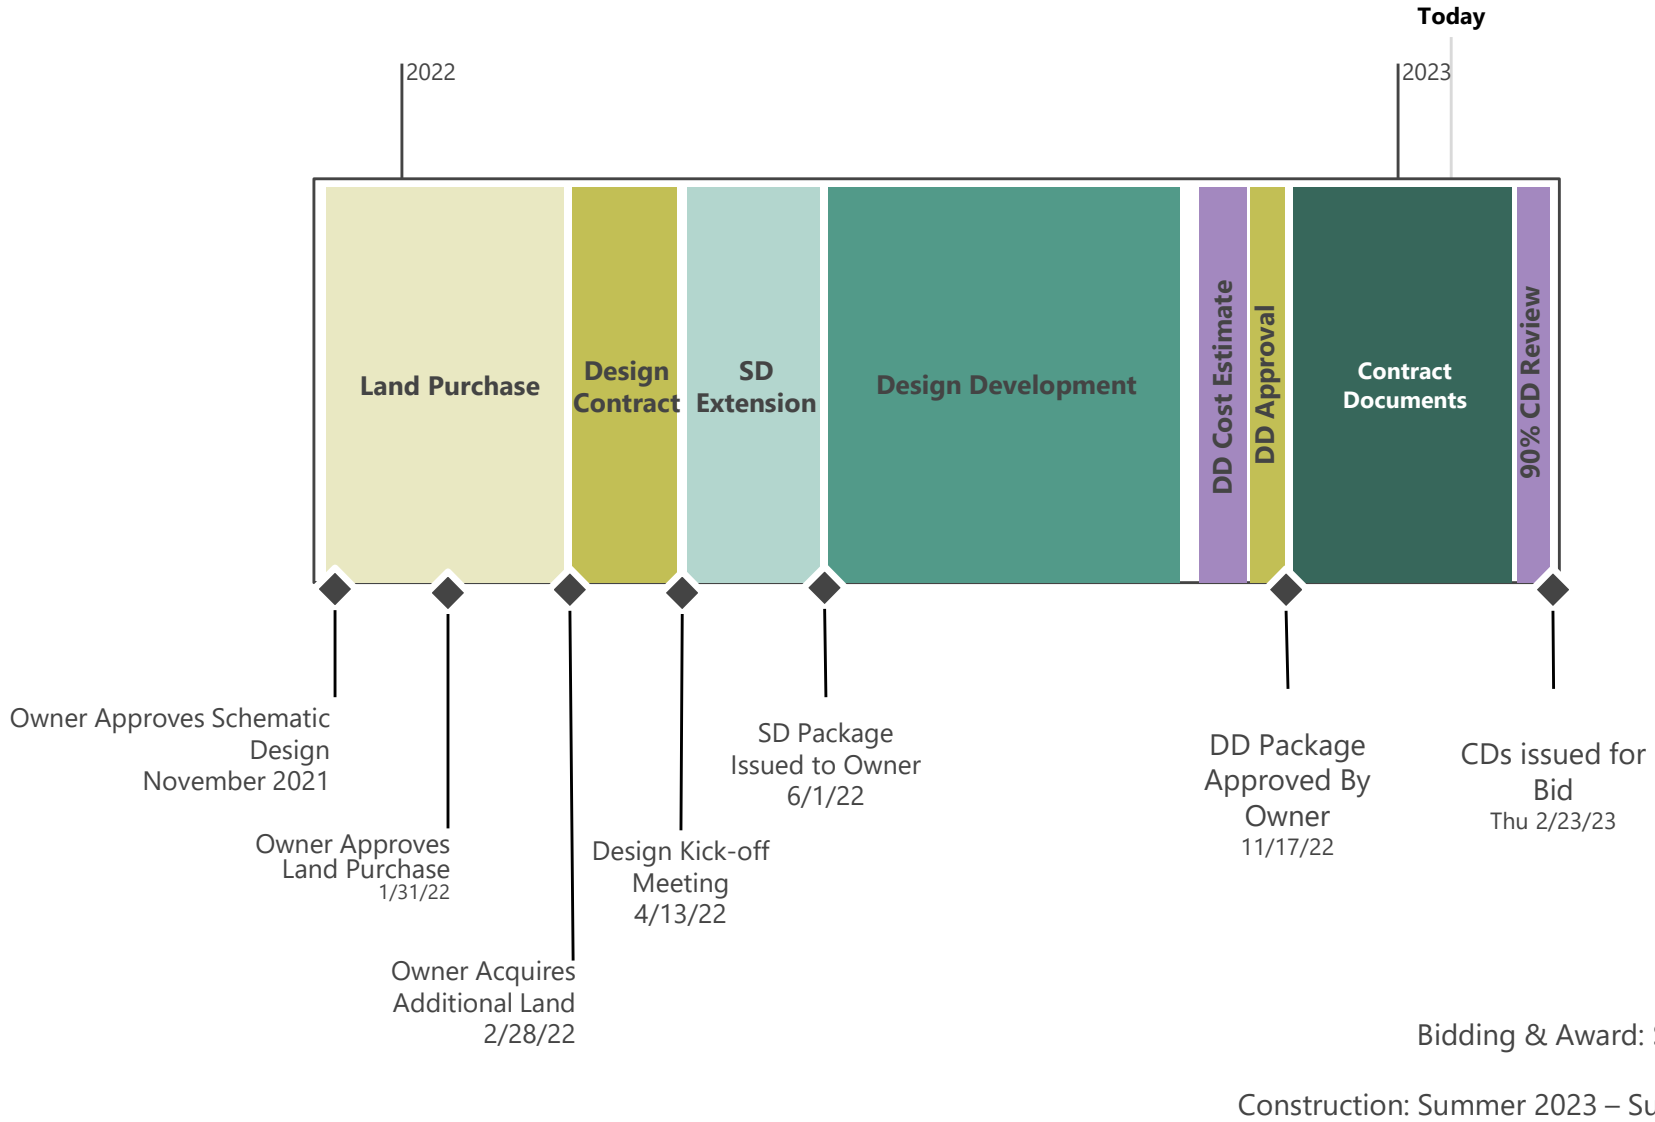 Today
2022
2023
Land Purchase
Design
Contract
SD
Extension
Design Development
DD Cost Estimate
DD Approval
Contract
Documents
90% CD Review
Owner Approves Schematic
Design
November 2021
Owner Approves
Land Purchase
1/31/22
Owner Acquires
Additional Land
2/28/22
Design Kick-off
Meeting
4/13/22
SD Package
Issued to Owner
6/1/22
DD Package
Approved By
Owner
11/17/22
CDs issued for
Bid
Thu 2/23/23
Bidding & Award:
Construction: Summer 2023 –